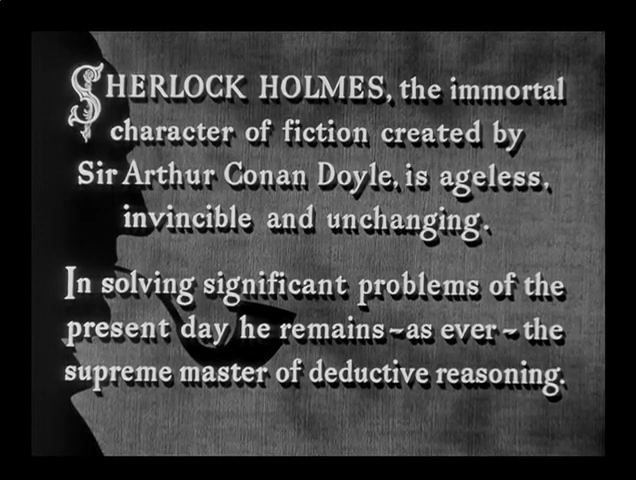 SHERLOCK HOLMES, the immortal
character of fiction created by
Sir Arthur Conan Doyle, is ageless,
invincible and unchanging.
In solving significant problems of the
present day he remains~as ever~the
supreme master of deductive reasoning.